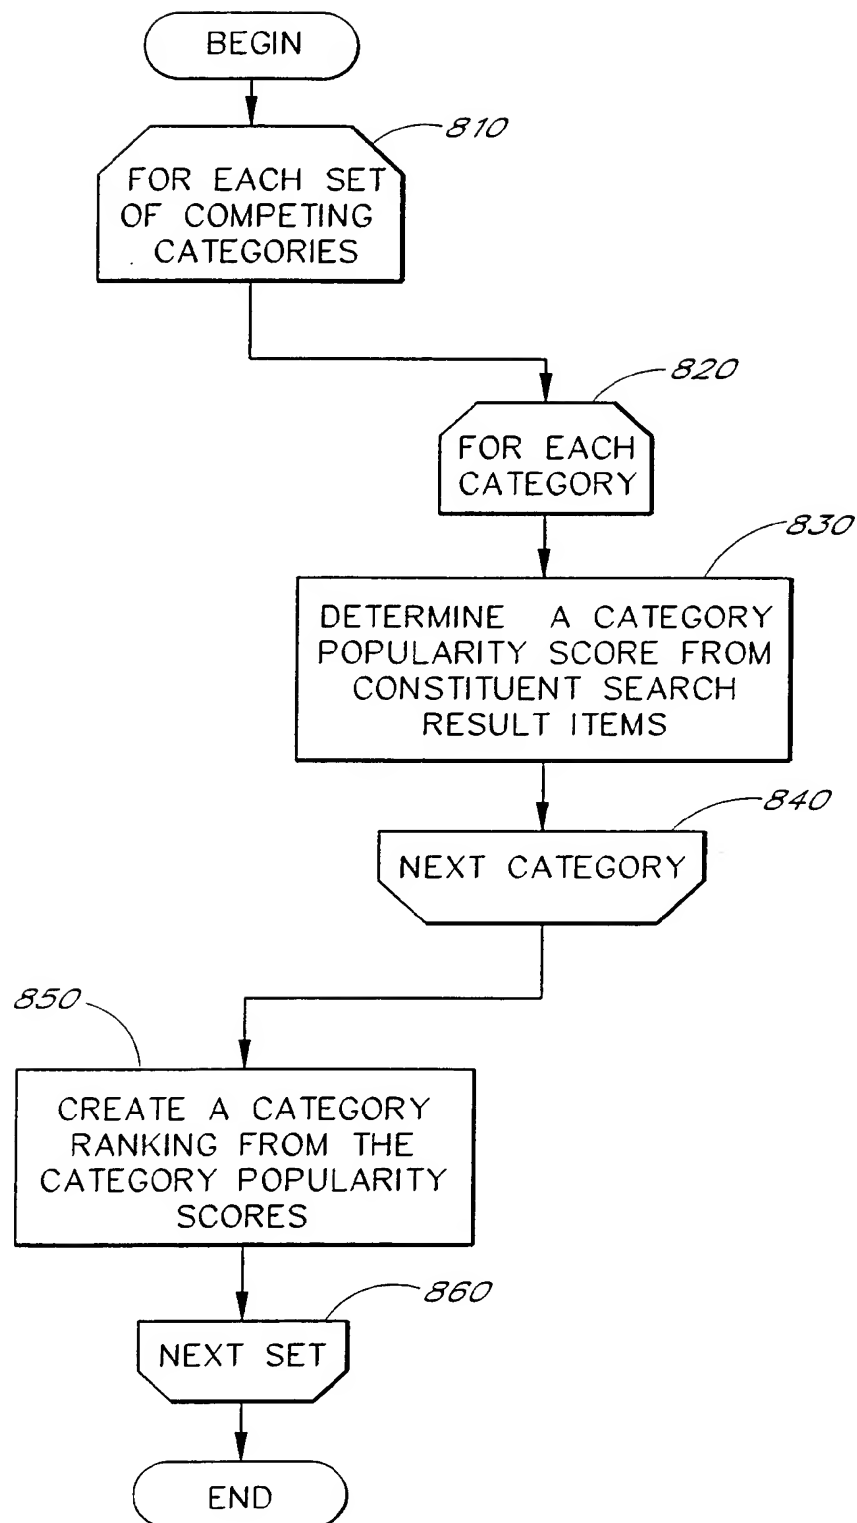 BEGIN
810
FOR EACH SET
OF COMPETING
CATEGORIES
820
FOR EACH
CATEGORY
830
DETERMINE A CATEGORY
POPULARITY SCORE FROM
CONSTITUENT SEARCH
RESULT ITEMS
840
NEXT CATEGORY
850
CREATE A CATEGORY
RANKING FROM THE
CATEGORY POPULARITY
SCORES
860
NEXT SET
END